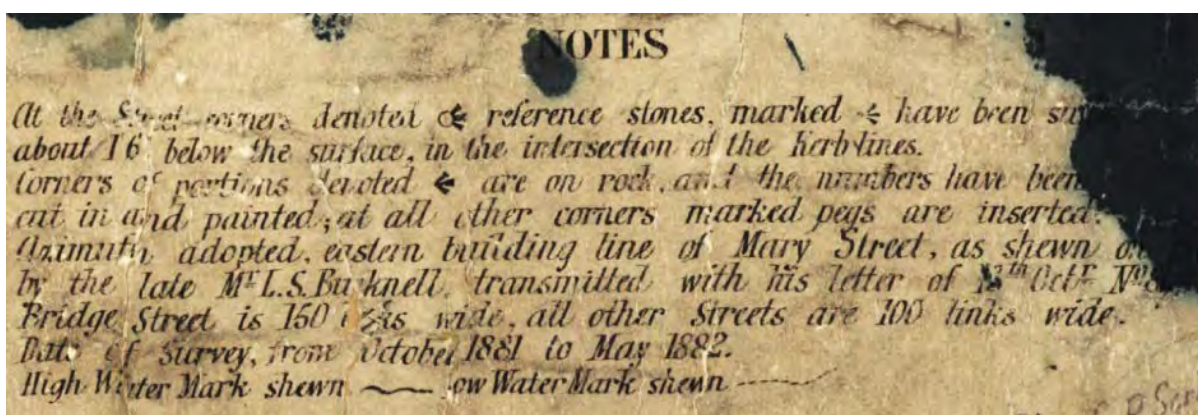 NOTES
At the Street corners denoted reference stones, marked have been
about 16 below the surface, in the intersection of the Kerb-lines.
Corners of portions denoted are on rock, and the numbers have been
cut in and painted; at all other corners marked pegs are inserted.
Azimuth adopted, eastern building line of Mary Street, as shewn
by the late Mr L.S. Bucknell, transmitted with his letter of Octr
Bridge Street is 150 wide, all other Streets are 100 links wide.
Date of Survey, from October 1881 to May 1882.
High Water Mark shewn ow Water Mark shewn